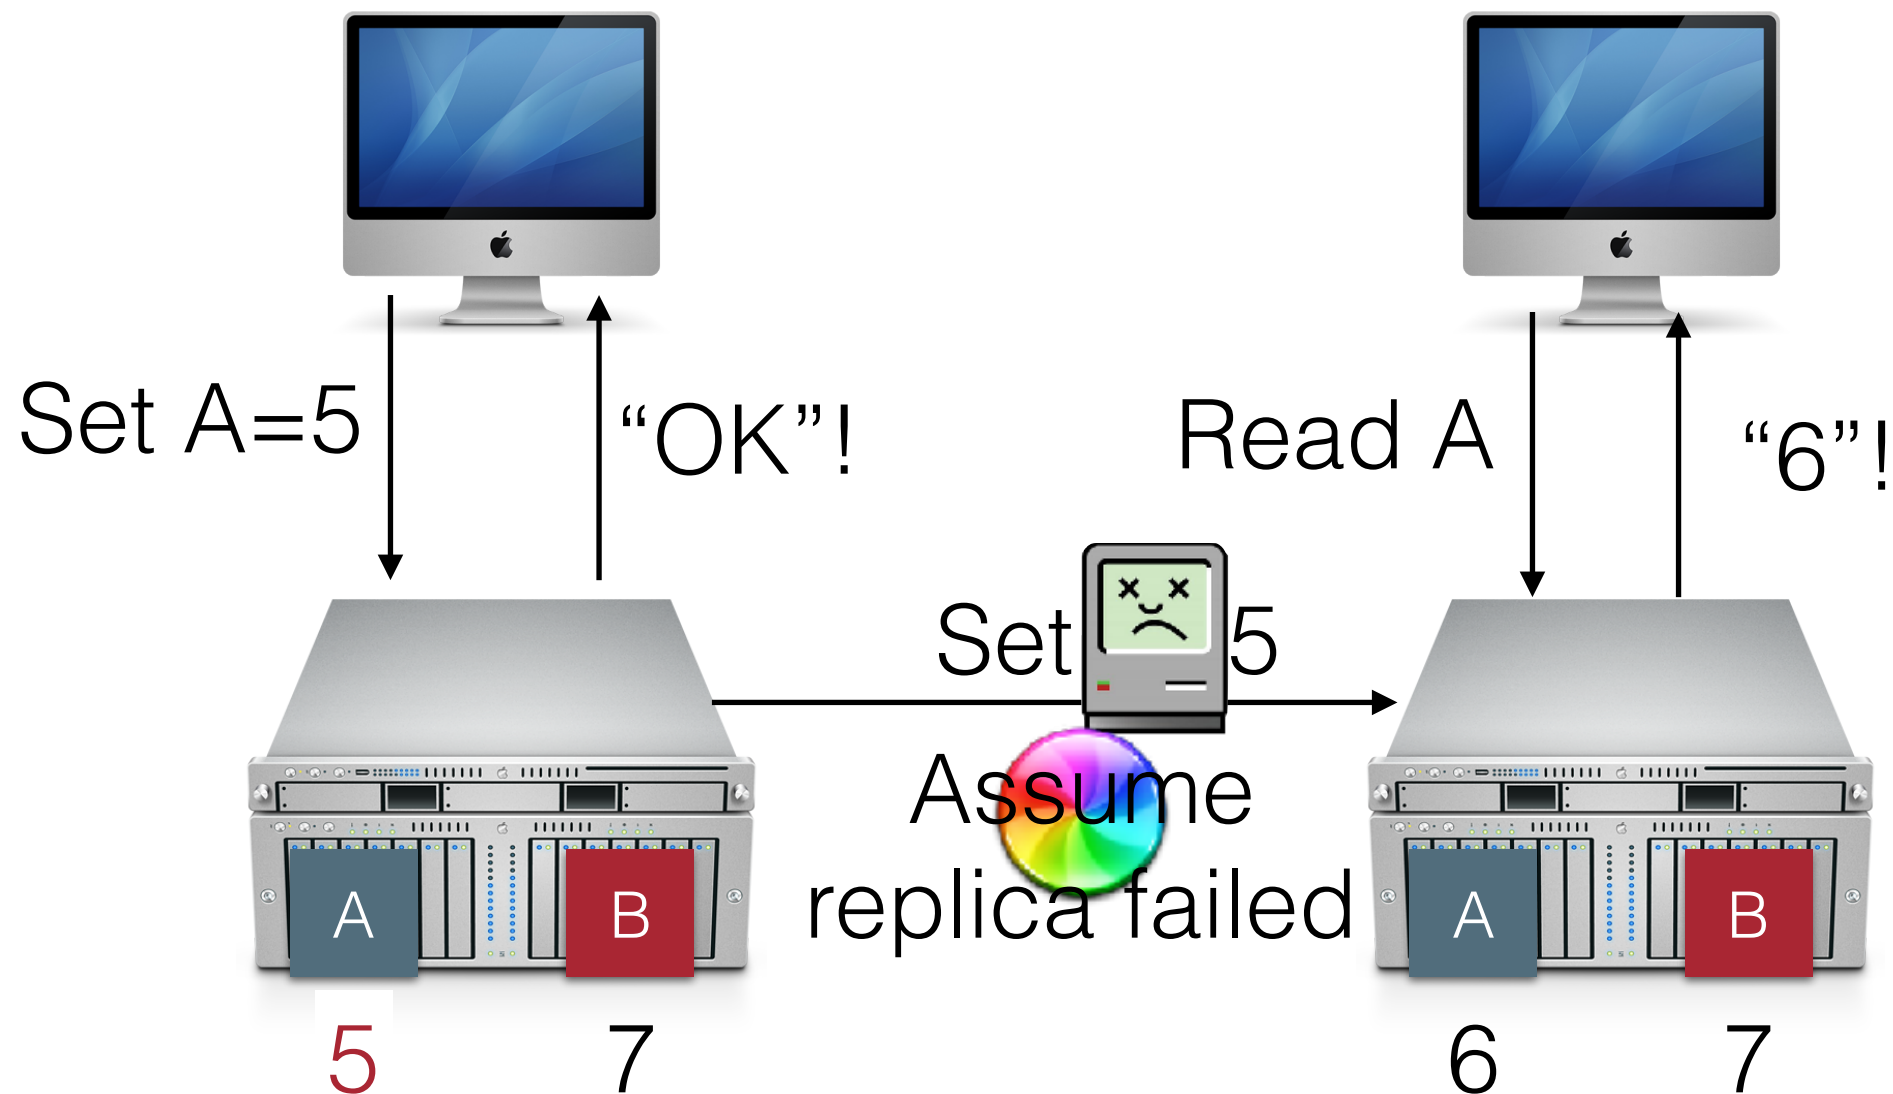 Set A=5
“OK”!
Read A
“6”!
Set 5
Assume
replica failed
A
B
A
B
5
7
6
7